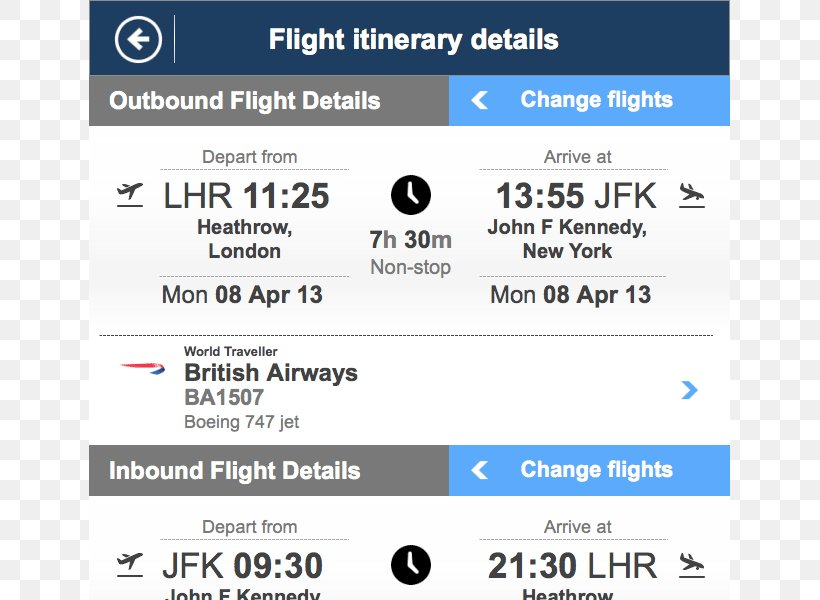 Flight itinerary details
Outbound Flight Details
Change flights
Depart from
Arrive at
LHR 11:25
13:55 JFK
Heathrow,
London
John F Kennedy,
New York
7h 30m
Non-stop
Mon 08 Apr 13
Mon 08 Apr 13
World Traveller
British Airways
BA1507
Boeing 747 jet
Inbound Flight Details
Change flights
Depart from
Arrive at
JFK 09:30
21:30 LHR
John F Kennedy
Heathrow